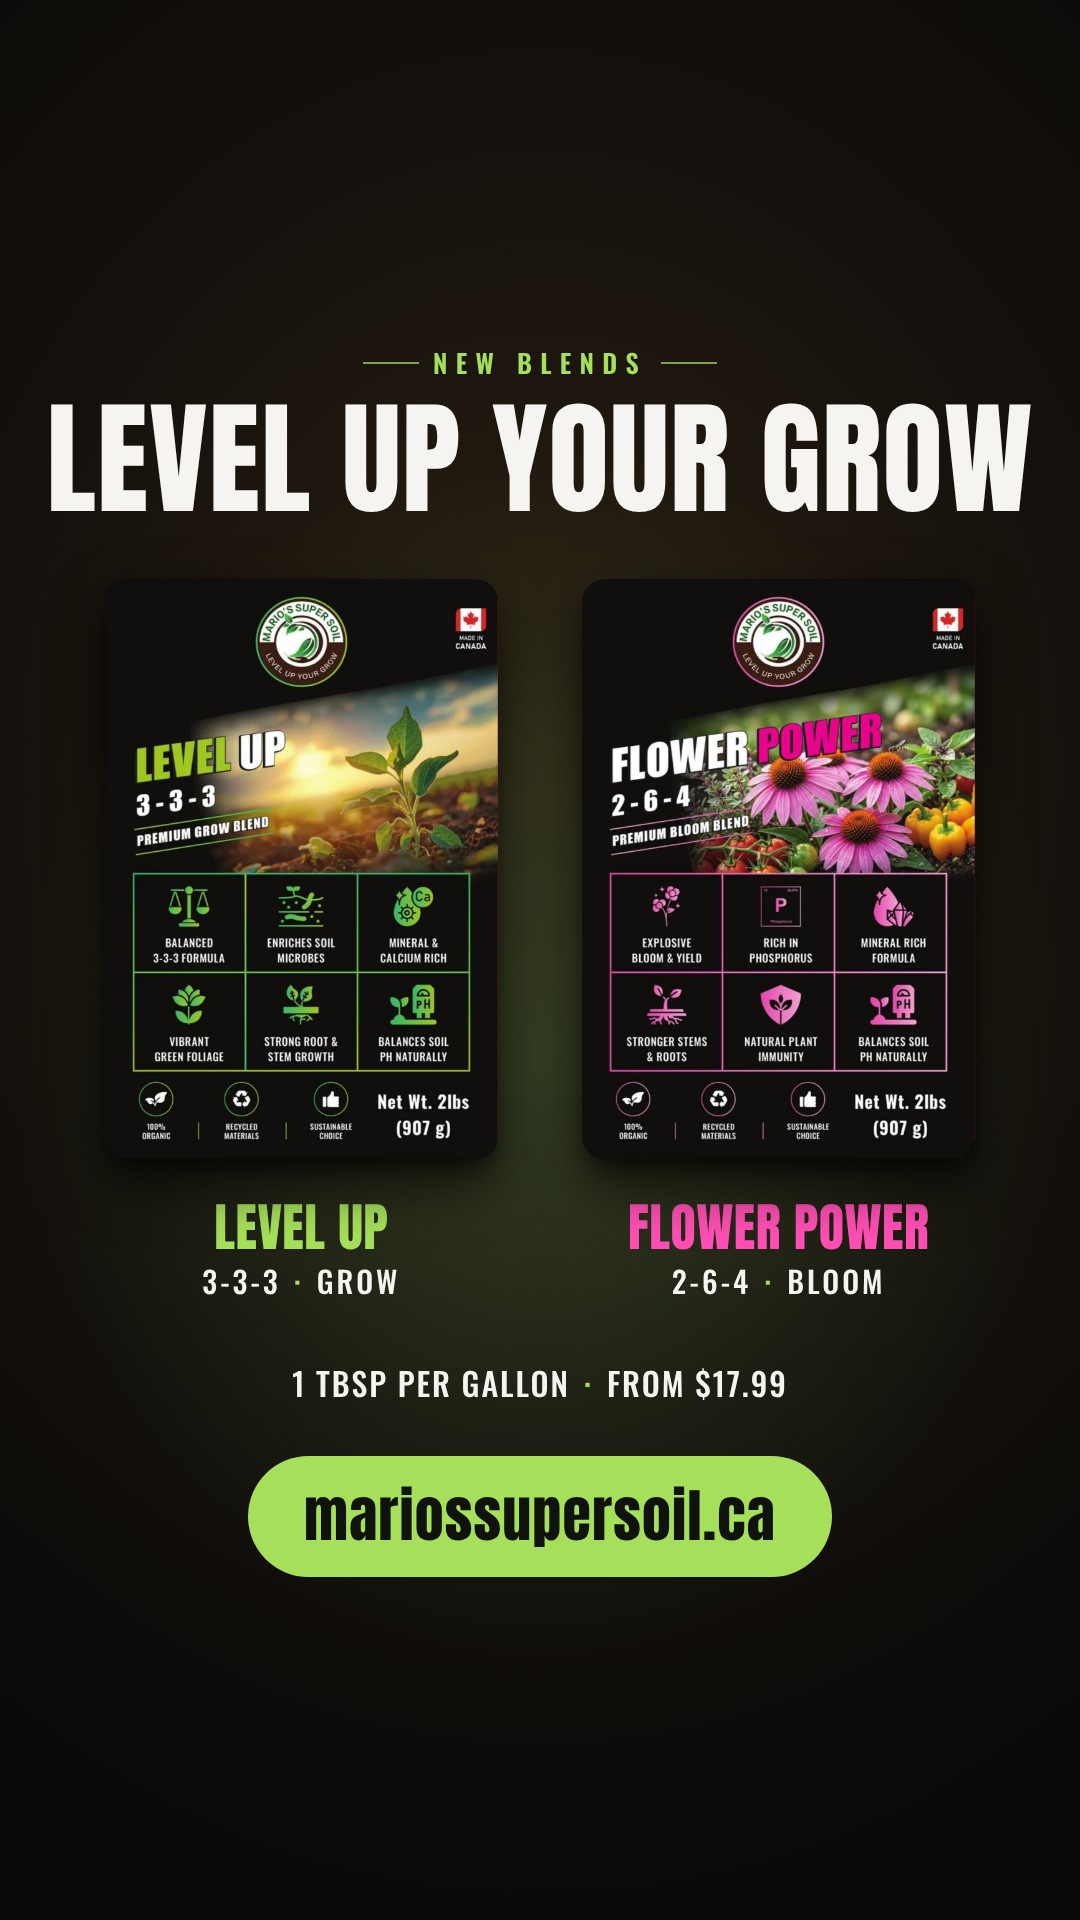 NEW BLENDS
LEVEL UP YOUR GROW
MARIO'S SUPER SOIL
LEVEL UP YOUR GROW
MADE IN
CANADA
LEVEL UP
3-3-3
PREMIUM GROW BLEND
BALANCED
3-3-3 FORMULA
ENRICHES SOIL
MICROBES
Ca
MINERAL &
CALCIUM RICH
VIBRANT
GREEN FOLIAGE
STRONG ROOT &
STEM GROWTH
PH
BALANCES SOIL
PH NATURALLY
100%
ORGANIC
RECYCLED
MATERIALS
SUSTAINABLE
CHOICE
Net Wt. 2lbs
(907 g)
MARIO'S SUPER SOIL
LEVEL UP YOUR GROW
MADE IN
CANADA
FLOWER POWER
2-6-4
PREMIUM BLOOM BLEND
EXPLOSIVE
BLOOM & YIELD
P
Phosphorus
RICH IN
PHOSPHORUS
MINERAL RICH
FORMULA
STRONGER STEMS
& ROOTS
NATURAL PLANT
IMMUNITY
PH
BALANCES SOIL
PH NATURALLY
100%
ORGANIC
RECYCLED
MATERIALS
SUSTAINABLE
CHOICE
Net Wt. 2lbs
(907 g)
LEVEL UP
3-3-3 · GROW
FLOWER POWER
2-6-4 · BLOOM
1 TBSP PER GALLON · FROM $17.99
mariossupersoil.ca